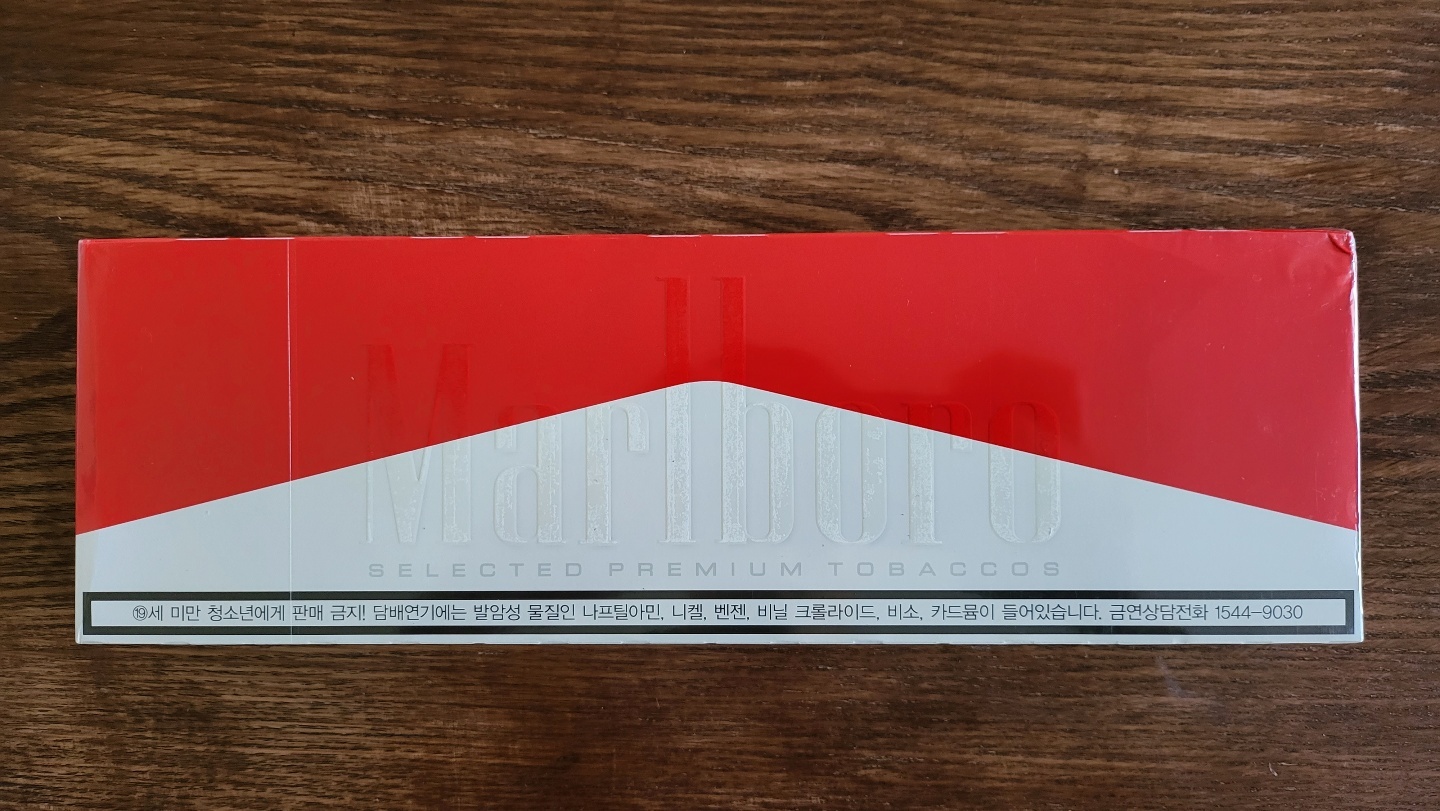 Marlboro
SELECTED PREMIUM TOBACCOS
⑲세 미만 청소년에게 판매 금지! 담배연기에는 발암성 물질인 나프틸아민, 니켈, 벤젠, 비닐 크롤라이드, 비소, 카드뮴이 들어있습니다. 금연상담전화 1544-9030